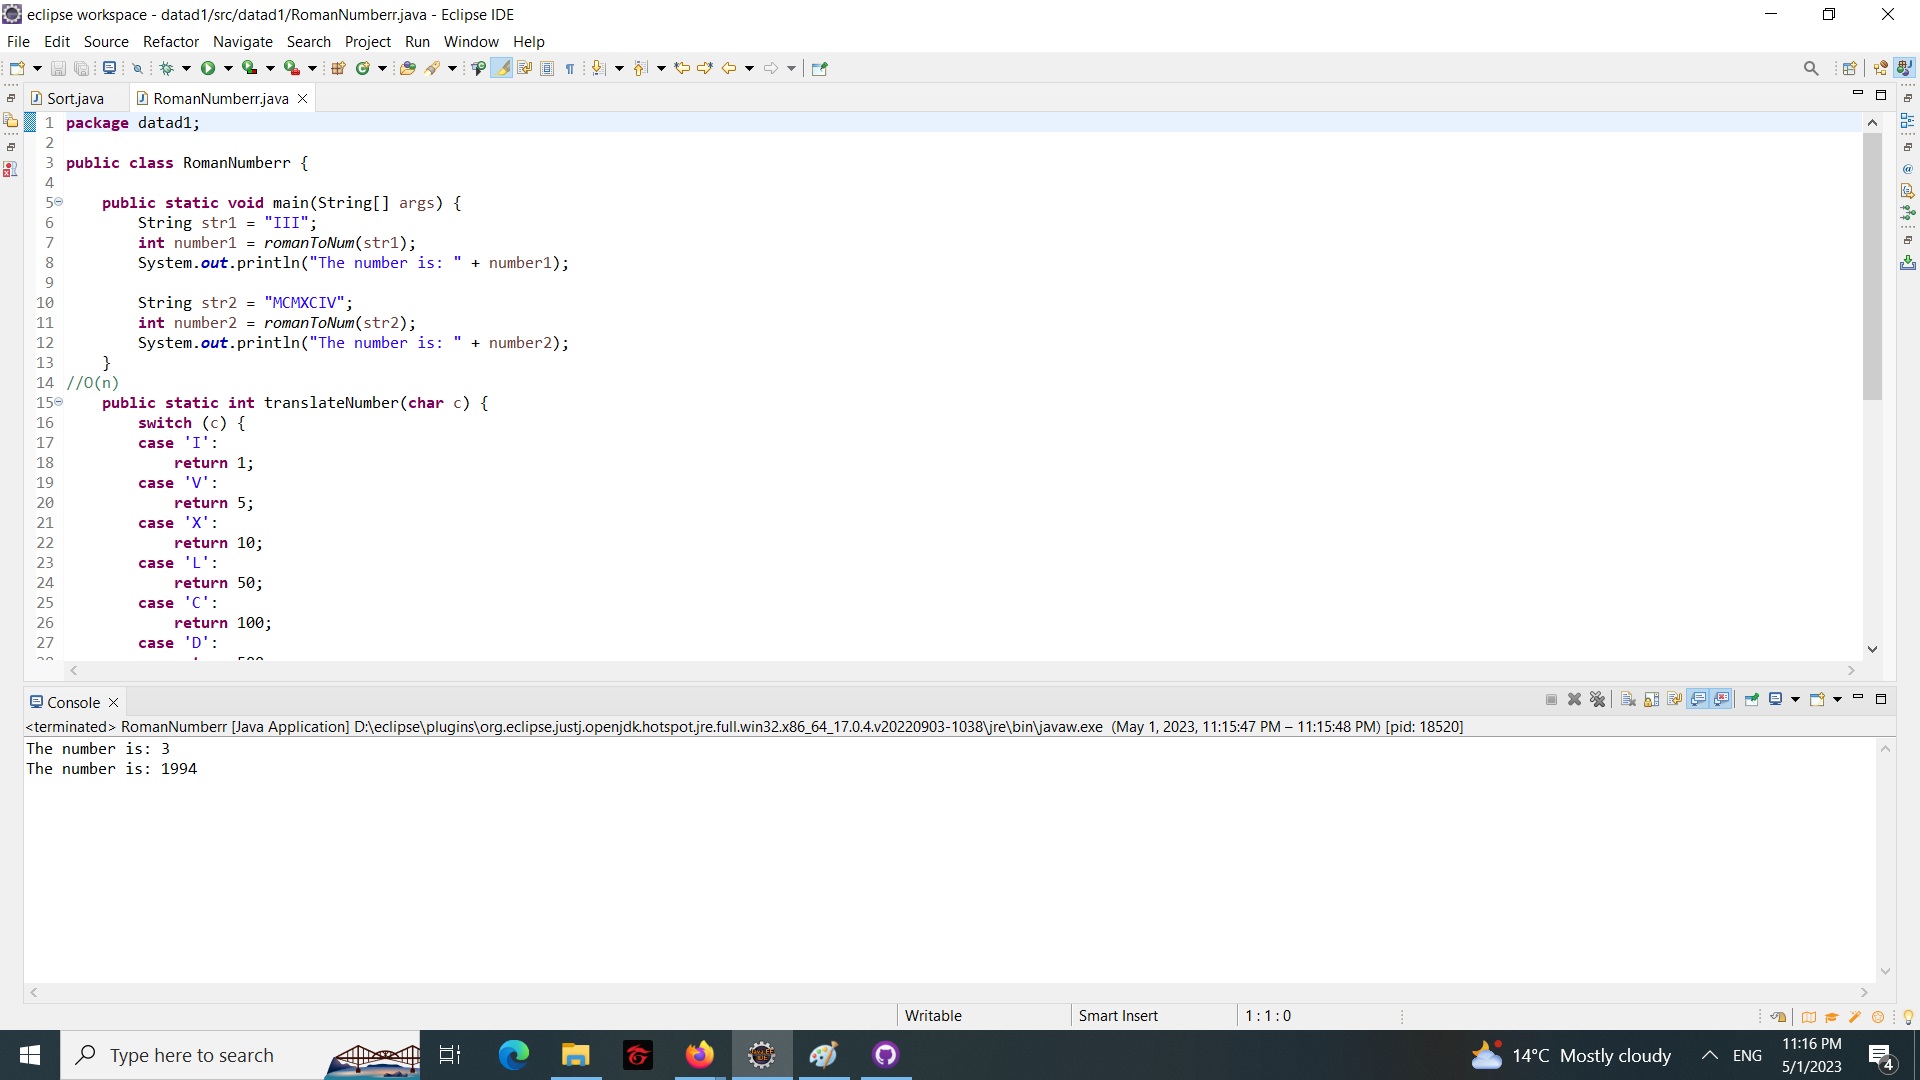 eclipse workspace - datad1/src/datad1/RomanNumberr.java - Eclipse IDE
File Edit Source Refactor Navigate Search Project Run Window Help
Sort.java RomanNumberr.java
1 package datad1;
2
3 public class RomanNumberr {
4
5 public static void main(String[] args) {
6 String str1 = "III";
7 int number1 = romanToNum(str1);
8 System.out.println("The number is: " + number1);
9
10 String str2 = "MCMXCIV";
11 int number2 = romanToNum(str2);
12 System.out.println("The number is: " + number2);
13 }
14 //O(n)
15 public static int translateNumber(char c) {
16 switch (c) {
17 case 'I':
18 return 1;
19 case 'V':
20 return 5;
21 case 'X':
22 return 10;
23 case 'L':
24 return 50;
25 case 'C':
26 return 100;
27 case 'D':
Console
<terminated> RomanNumberr [Java Application] D:\eclipse\plugins\org.eclipse.justj.openjdk.hotspot.jre.full.win32.x86_64_17.0.4.v20220903-1038\jre\bin\javaw.exe (May 1, 2023, 11:15:47 PM – 11:15:48 PM) [pid: 18520]
The number is: 3
The number is: 1994
Writable Smart Insert 1 : 1 : 0
Type here to search
14°C Mostly cloudy ENG 11:16 PM
5/1/2023
4